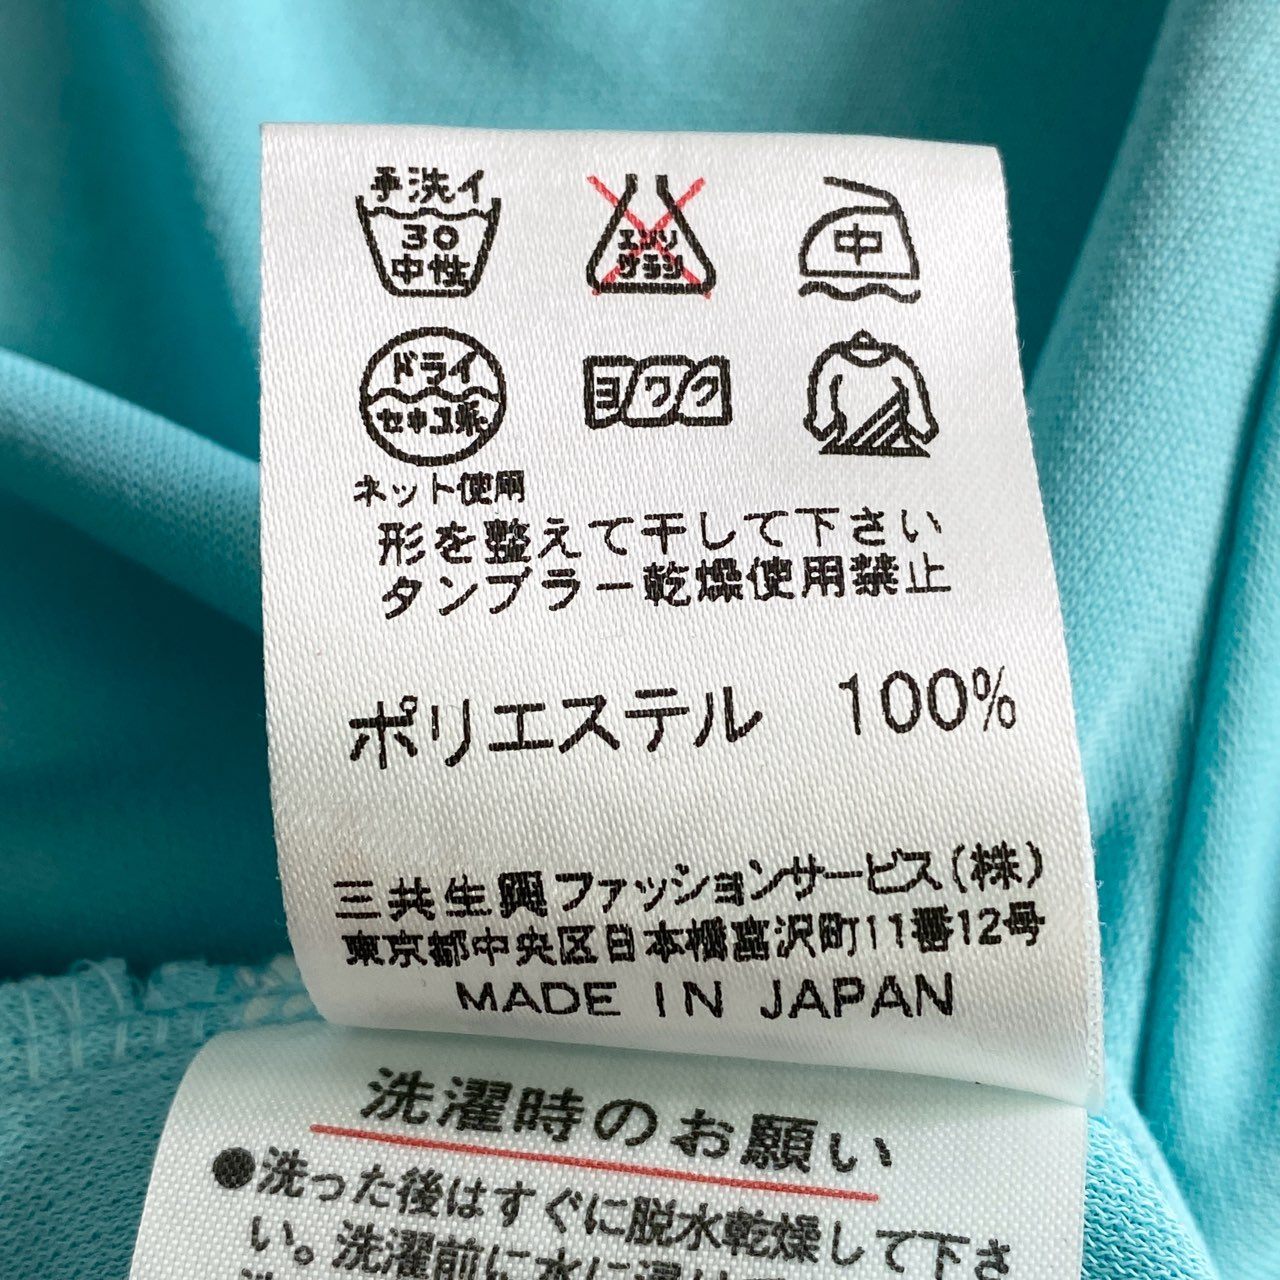 手洗イ
30
中性
エンソ
サラシ
中
ドライ
セキユ系
ヨワク
ネット使用
形を整えて干して下さい
タンブラー乾燥使用禁止
ポリエステル 100%
三共生興ファッションサービス(株)
東京都中央区日本橋富沢町11番12号
MADE IN JAPAN
洗濯時のお願い
●洗った後はすぐに脱水乾燥して下さ
い。洗濯前に水に